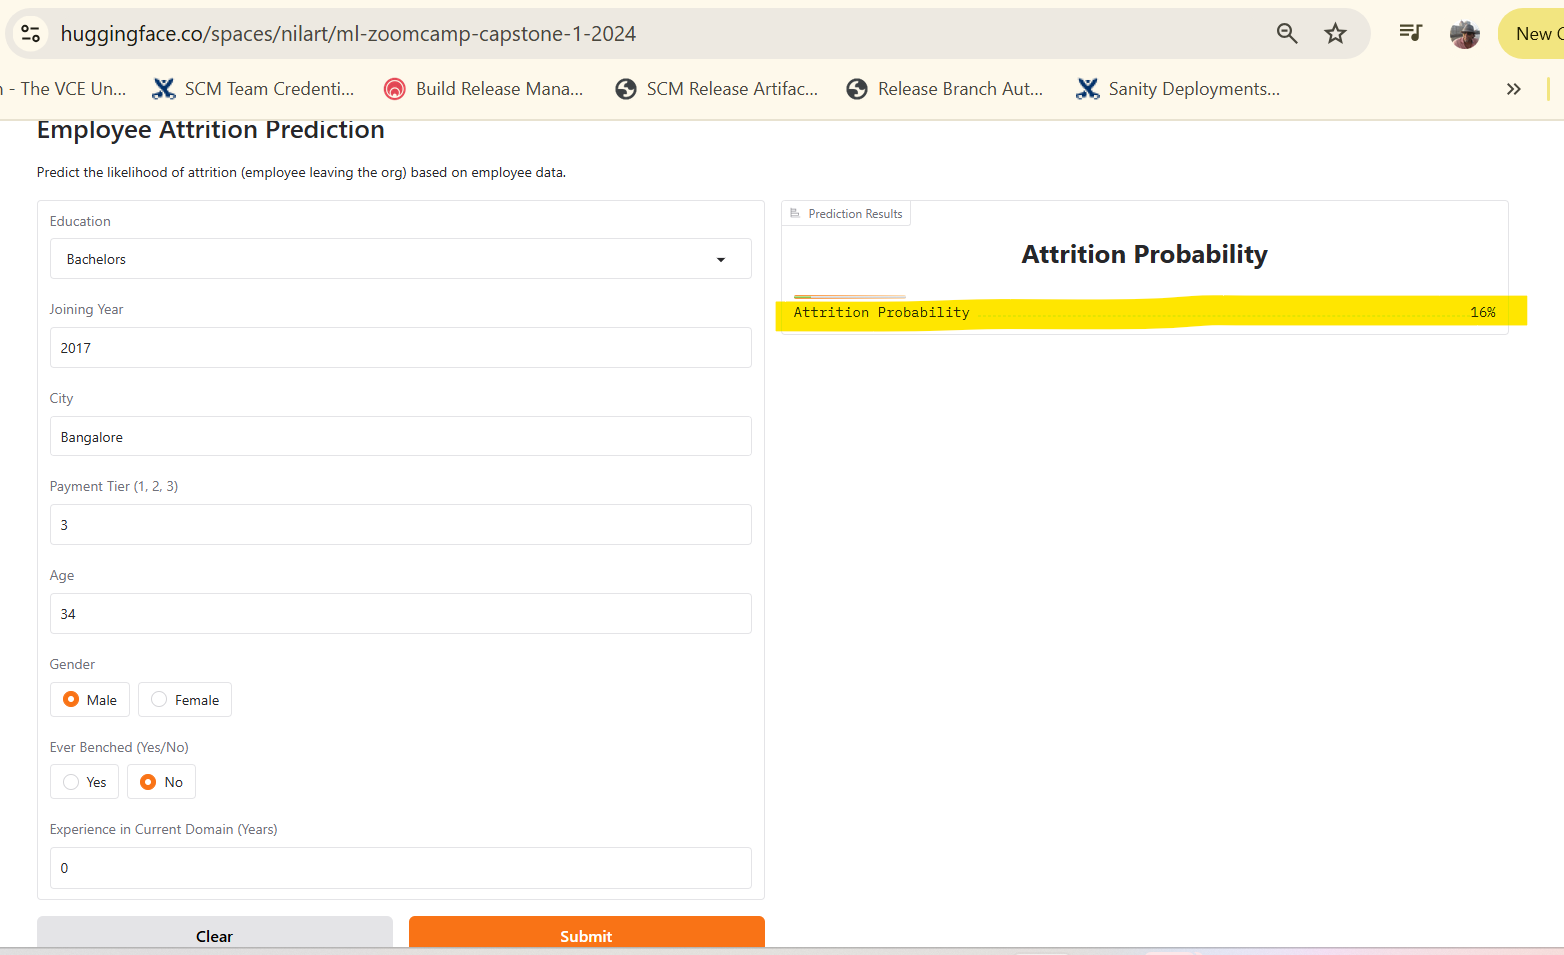 huggingface.co/spaces/nilart/ml-zoomcamp-capstone-1-2024
New
- The VCE Un...
SCM Team Credenti...
Build Release Mana...
SCM Release Artifac...
Release Branch Aut...
Sanity Deployments...
Employee Attrition Prediction
Predict the likelihood of attrition (employee leaving the org) based on employee data.
Education
Bachelors
Joining Year
2017
City
Bangalore
Payment Tier (1, 2, 3)
3
Age
34
Gender
Male
Female
Ever Benched (Yes/No)
Yes
No
Experience in Current Domain (Years)
0
Clear
Submit
Prediction Results
Attrition Probability
Attrition Probability 16%